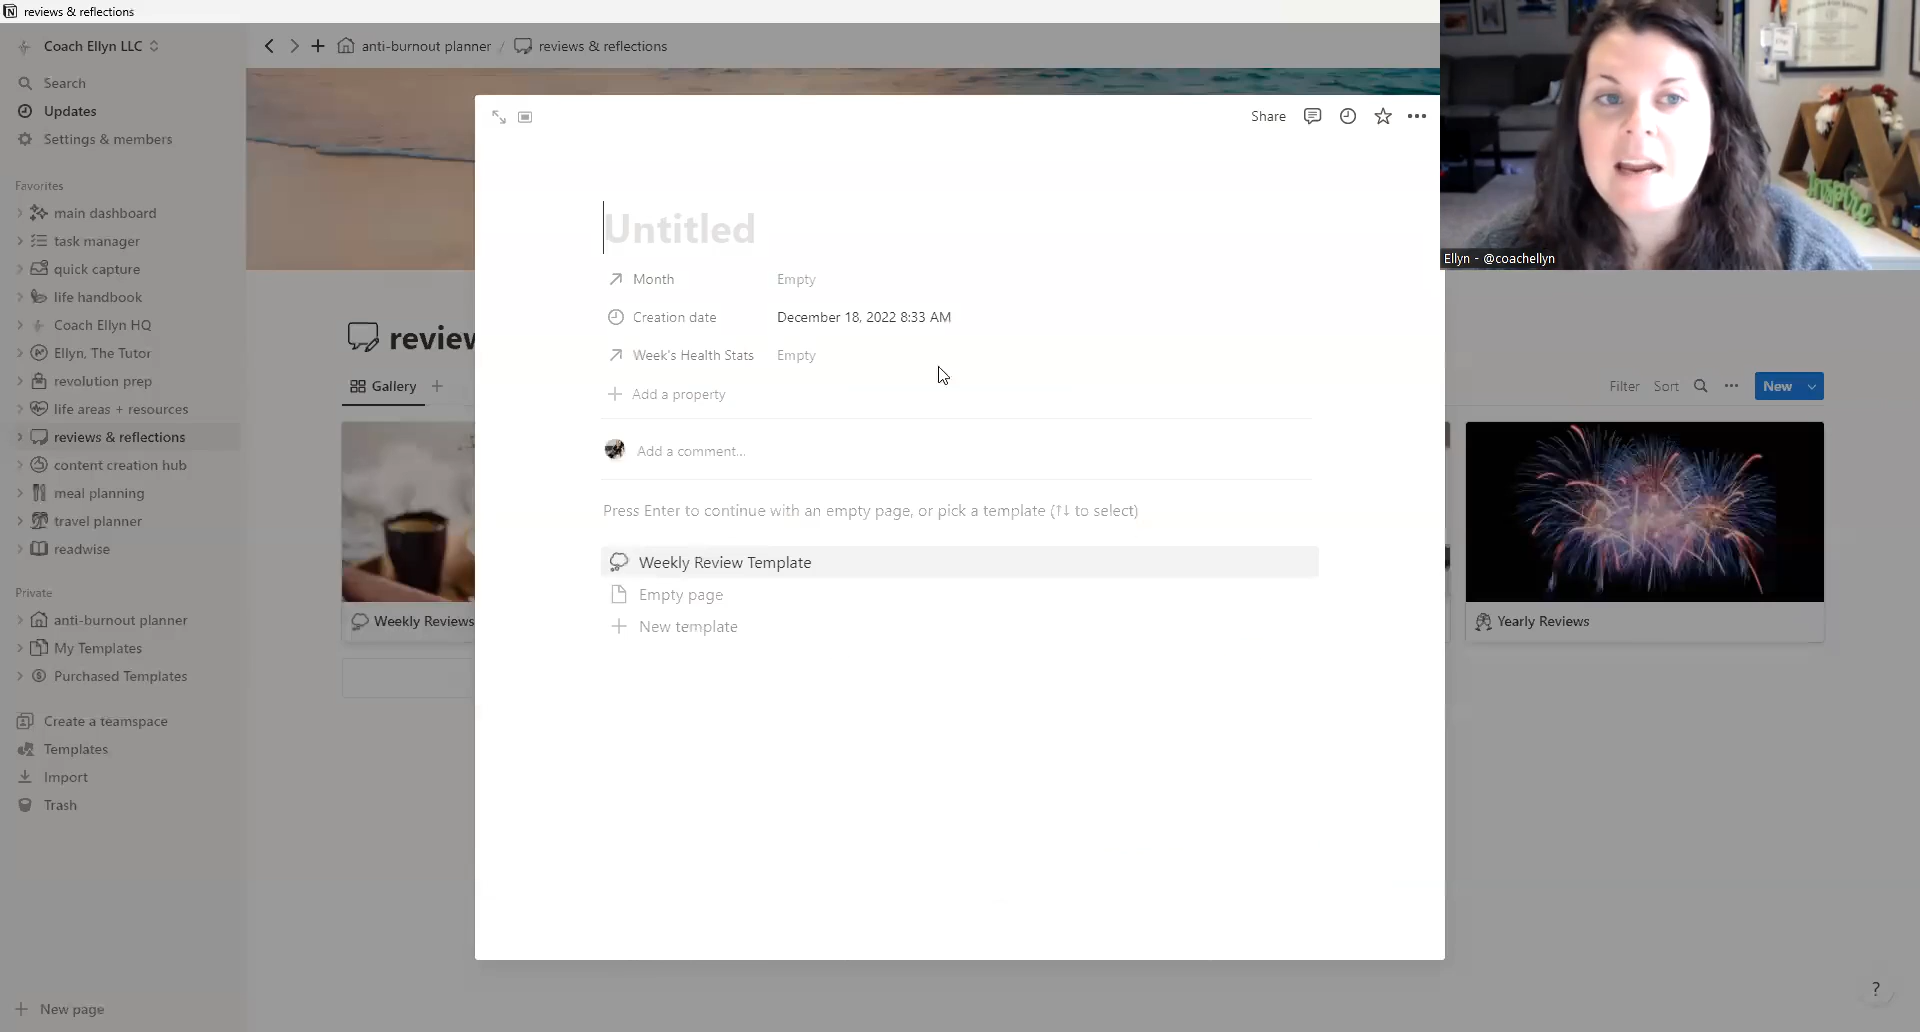 reviews & reflections
Coach Ellyn LLC
anti-burnout planner / reviews & reflections
Search
Updates
Settings & members
Favorites
main dashboard
task manager
quick capture
life handbook
Coach Ellyn HQ
Ellyn, The Tutor
revolution prep
life areas + resources
reviews & reflections
content creation hub
meal planning
travel planner
readwise
Private
anti-burnout planner
My Templates
Purchased Templates
Create a teamspace
Templates
Import
Trash
New page
review
Gallery
Weekly Reviews
Share
Untitled
Month Empty
Creation date December 18, 2022 8:33 AM
Week's Health Stats Empty
Add a property
Add a comment...
Press Enter to continue with an empty page, or pick a template (↑↓ to select)
Weekly Review Template
Empty page
New template
Filter Sort New
Yearly Reviews
?
Ellyn - @coachellyn
inspire